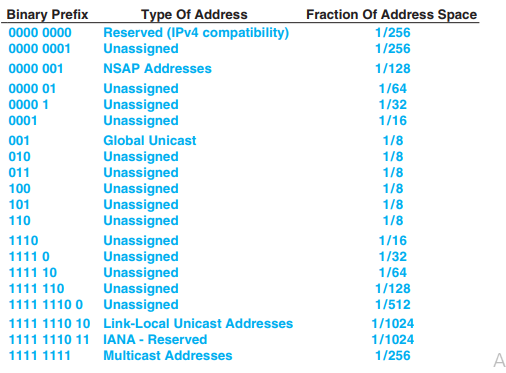 Binary Prefix Type Of Address Fraction Of Address Space
0000 0000 Reserved (IPv4 compatibility) 1/256
0000 0001 Unassigned 1/256
0000 001 NSAP Addresses 1/128
0000 01 Unassigned 1/64
0000 1 Unassigned 1/32
0001 Unassigned 1/16
001 Global Unicast 1/8
010 Unassigned 1/8
011 Unassigned 1/8
100 Unassigned 1/8
101 Unassigned 1/8
110 Unassigned 1/8
1110 Unassigned 1/16
1111 0 Unassigned 1/32
1111 10 Unassigned 1/64
1111 110 Unassigned 1/128
1111 1110 0 Unassigned 1/512
1111 1110 10 Link-Local Unicast Addresses 1/1024
1111 1110 11 IANA - Reserved 1/1024
1111 1111 Multicast Addresses 1/256
A